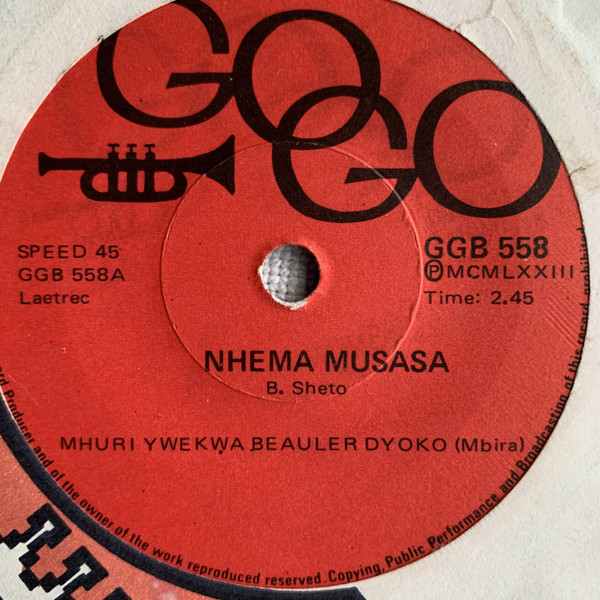 GO GO
SPEED 45
GGB 558A
Laetrec
GGB 558
ⓅMCMLXXIII
Time: 2.45
NHEMA MUSASA
B. Sheto
MHURI YWEKWA BEAULER DYOKO (Mbira)
Producer and of the owner of the work reproduced reserved. Copying, Public Performance and Broadcasting of this record prohibited